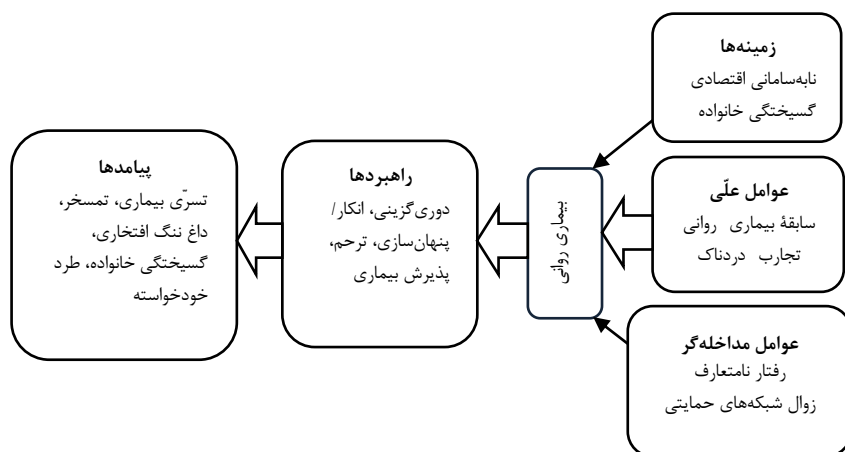 زمینه‌ها
نابه‌سامانی اقتصادی
گسیختگی خانواده
عوامل علّی
سابقهٔ بیماری روانی
تجارب دردناک
عوامل مداخله‌گر
رفتار نامتعارف
زوال شبکه‌های حمایتی
بیماری روانی
راهبردها
دوری‌گزینی، انکار/
پنهان‌سازی، ترحم،
پذیرش بیماری
پیامدها
تسرّی بیماری، تمسخر،
داغ ننگ افتخاری،
گسیختگی خانواده، طرد
خودخواسته